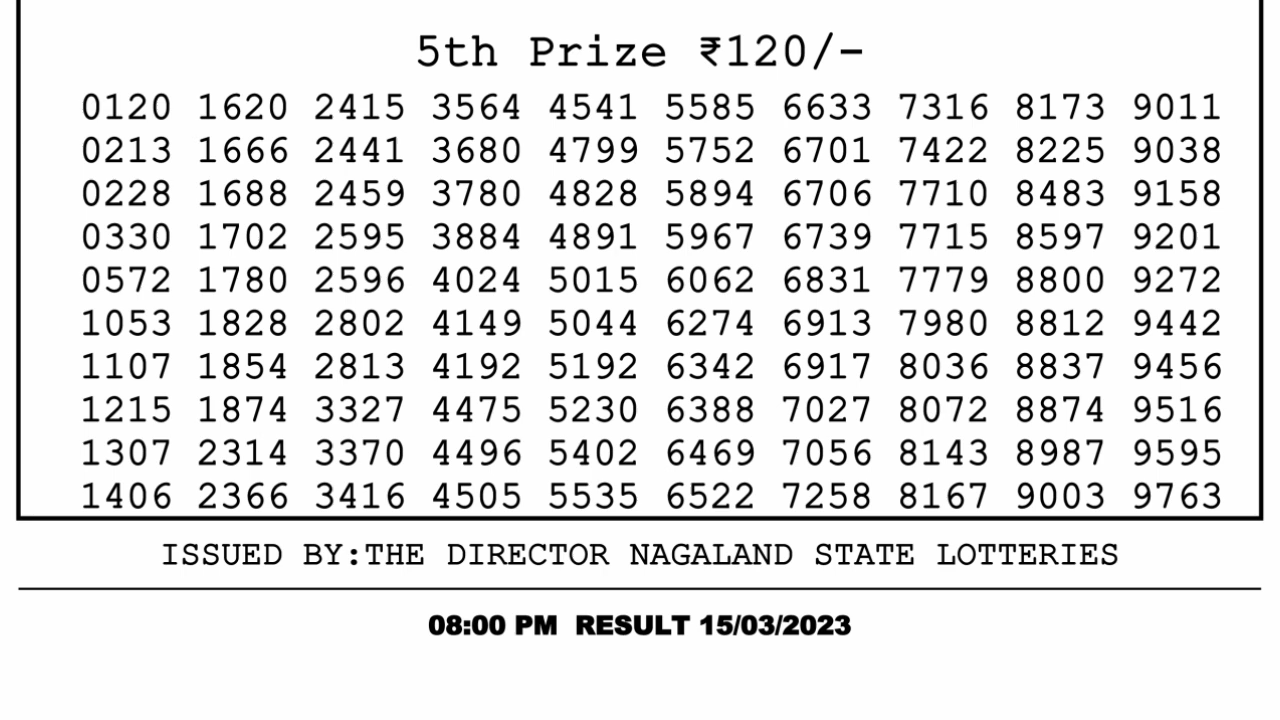 5th Prize ₹120/-
0120 1620 2415 3564 4541 5585 6633 7316 8173 9011
0213 1666 2441 3680 4799 5752 6701 7422 8225 9038
0228 1688 2459 3780 4828 5894 6706 7710 8483 9158
0330 1702 2595 3884 4891 5967 6739 7715 8597 9201
0572 1780 2596 4024 5015 6062 6831 7779 8800 9272
1053 1828 2802 4149 5044 6274 6913 7980 8812 9442
1107 1854 2813 4192 5192 6342 6917 8036 8837 9456
1215 1874 3327 4475 5230 6388 7027 8072 8874 9516
1307 2314 3370 4496 5402 6469 7056 8143 8987 9595
1406 2366 3416 4505 5535 6522 7258 8167 9003 9763
ISSUED BY:THE DIRECTOR NAGALAND STATE LOTTERIES
08:00 PM RESULT 15/03/2023